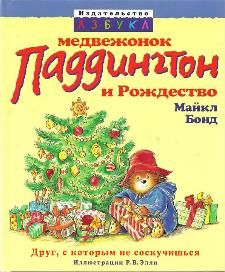 Издательство
АЗБУКА
медвежонок
Паддингтон
и Рождество
Майкл
Бонд
Друг, с которым не соскучишься
Иллюстрации Р. В. Элли